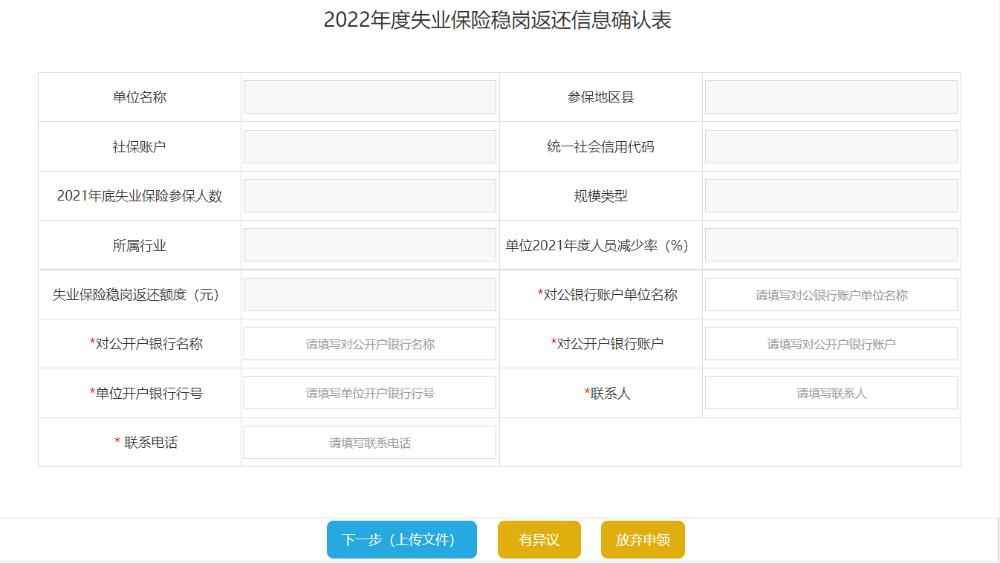 2022年度失业保险稳岗返还信息确认表
单位名称
参保地区县
社保账户
统一社会信用代码
2021年底失业保险参保人数
规模类型
所属行业
单位2021年度人员减少率（%）
失业保险稳岗返还额度（元）
*对公银行账户单位名称
请填写对公银行账户单位名称
*对公开户银行名称
请填写对公开户银行名称
*对公开户银行账户
请填写对公开户银行账户
*单位开户银行行号
请填写单位开户银行行号
*联系人
请填写联系人
* 联系电话
请填写联系电话
下一步（上传文件）
有异议
放弃申领